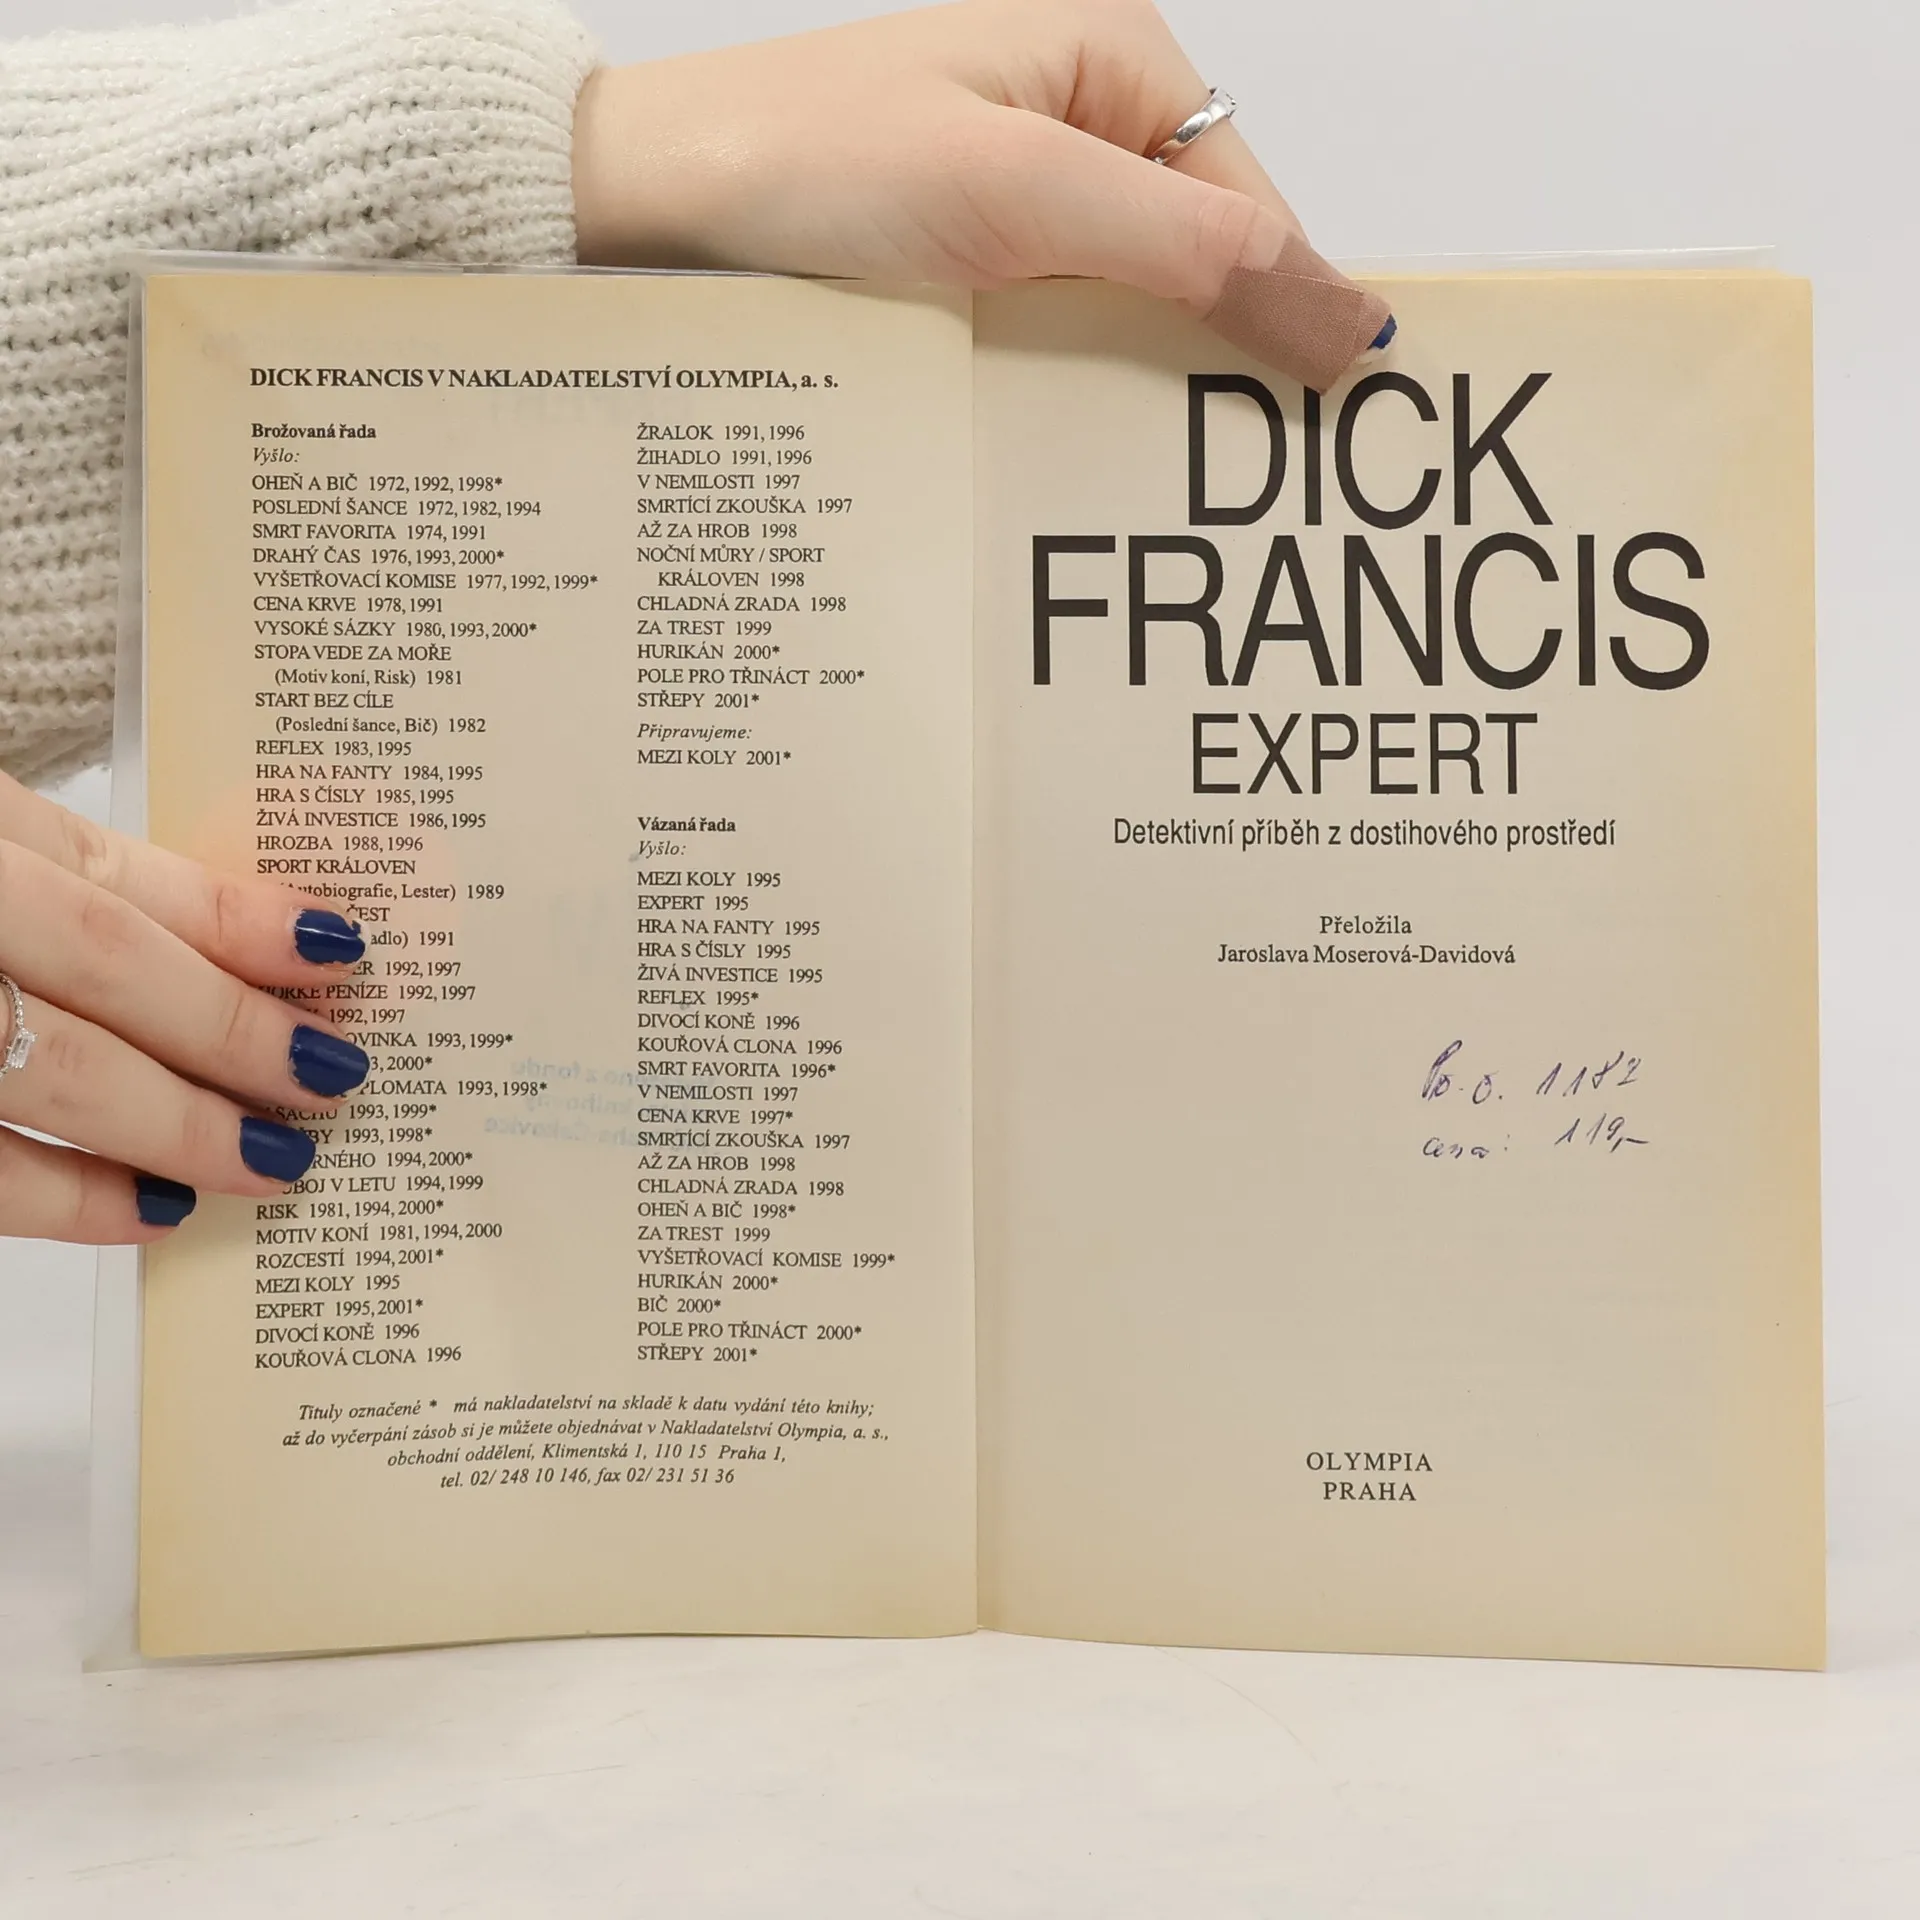 DICK FRANCIS V NAKLADATELSTVÍ OLYMPIA, a. s.
Brožovaná řada
Vyšlo:
OHEŇ A BIČ 1972, 1992, 1998*
POSLEDNÍ ŠANCE 1972, 1982, 1994
SMRT FAVORITA 1974, 1991
DRAHÝ ČAS 1976, 1993, 2000*
VYŠETŘOVACÍ KOMISE 1977, 1992, 1999*
CENA KRVE 1978, 1991
VYSOKÉ SÁZKY 1980, 1993, 2000*
STOPA VEDE ZA MOŘE
(Motiv koní, Risk) 1981
START BEZ CÍLE
(Poslední šance, Bič) 1982
REFLEX 1983, 1995
HRA NA FANTY 1984, 1995
HRA S ČÍSLY 1985, 1995
ŽIVÁ INVESTICE 1986, 1995
HROZBA 1988, 1996
SPORT KRÁLOVEN
(Autobiografie, Lester) 1989
ČEST
1991
1992, 1997
HORKÉ PENÍZE 1992, 1997
1992, 1997
1993, 1999*
2000*
1993, 1998*
1993, 1999*
1993, 1998*
1994, 2000*
V LETU 1994, 1999
RISK 1981, 1994, 2000*
MOTIV KONÍ 1981, 1994, 2000
ROZCESTÍ 1994, 2001*
MEZI KOLY 1995
EXPERT 1995, 2001*
DIVOCÍ KONĚ 1996
KOUŘOVÁ CLONA 1996
ŽRALOK 1991, 1996
ŽIHADLO 1991, 1996
V NEMILOSTI 1997
SMRTÍCÍ ZKOUŠKA 1997
AŽ ZA HROB 1998
NOČNÍ MŮRY / SPORT
KRÁLOVEN 1998
CHLADNÁ ZRADA 1998
ZA TREST 1999
HURIKÁN 2000*
POLE PRO TŘINÁCT 2000*
STŘEPY 2001*
Připravujeme:
MEZI KOLY 2001*
Vázaná řada
Vyšlo:
MEZI KOLY 1995
EXPERT 1995
HRA NA FANTY 1995
HRA S ČÍSLY 1995
ŽIVÁ INVESTICE 1995
REFLEX 1995*
DIVOCÍ KONĚ 1996
KOUŘOVÁ CLONA 1996
SMRT FAVORITA 1996*
V NEMILOSTI 1997
CENA KRVE 1997*
SMRTÍCÍ ZKOUŠKA 1997
AŽ ZA HROB 1998
CHLADNÁ ZRADA 1998
OHEŇ A BIČ 1998*
ZA TREST 1999
VYŠETŘOVACÍ KOMISE 1999*
HURIKÁN 2000*
BIČ 2000*
POLE PRO TŘINÁCT 2000*
STŘEPY 2001*
Tituly označené * má nakladatelství na skladě k datu vydání této knihy;
až do vyčerpání zásob si je můžete objednávat v Nakladatelství Olympia, a. s.,
obchodní oddělení, Klimentská 1, 110 15 Praha 1,
tel. 02/ 248 10 146, fax 02/ 231 51 36
DICK
FRANCIS
EXPERT
Detektivní příběh z dostihového prostředí
Přeložila
Jaroslava Moserová-Davidová
1182
cena: 119,-
OLYMPIA
PRAHA